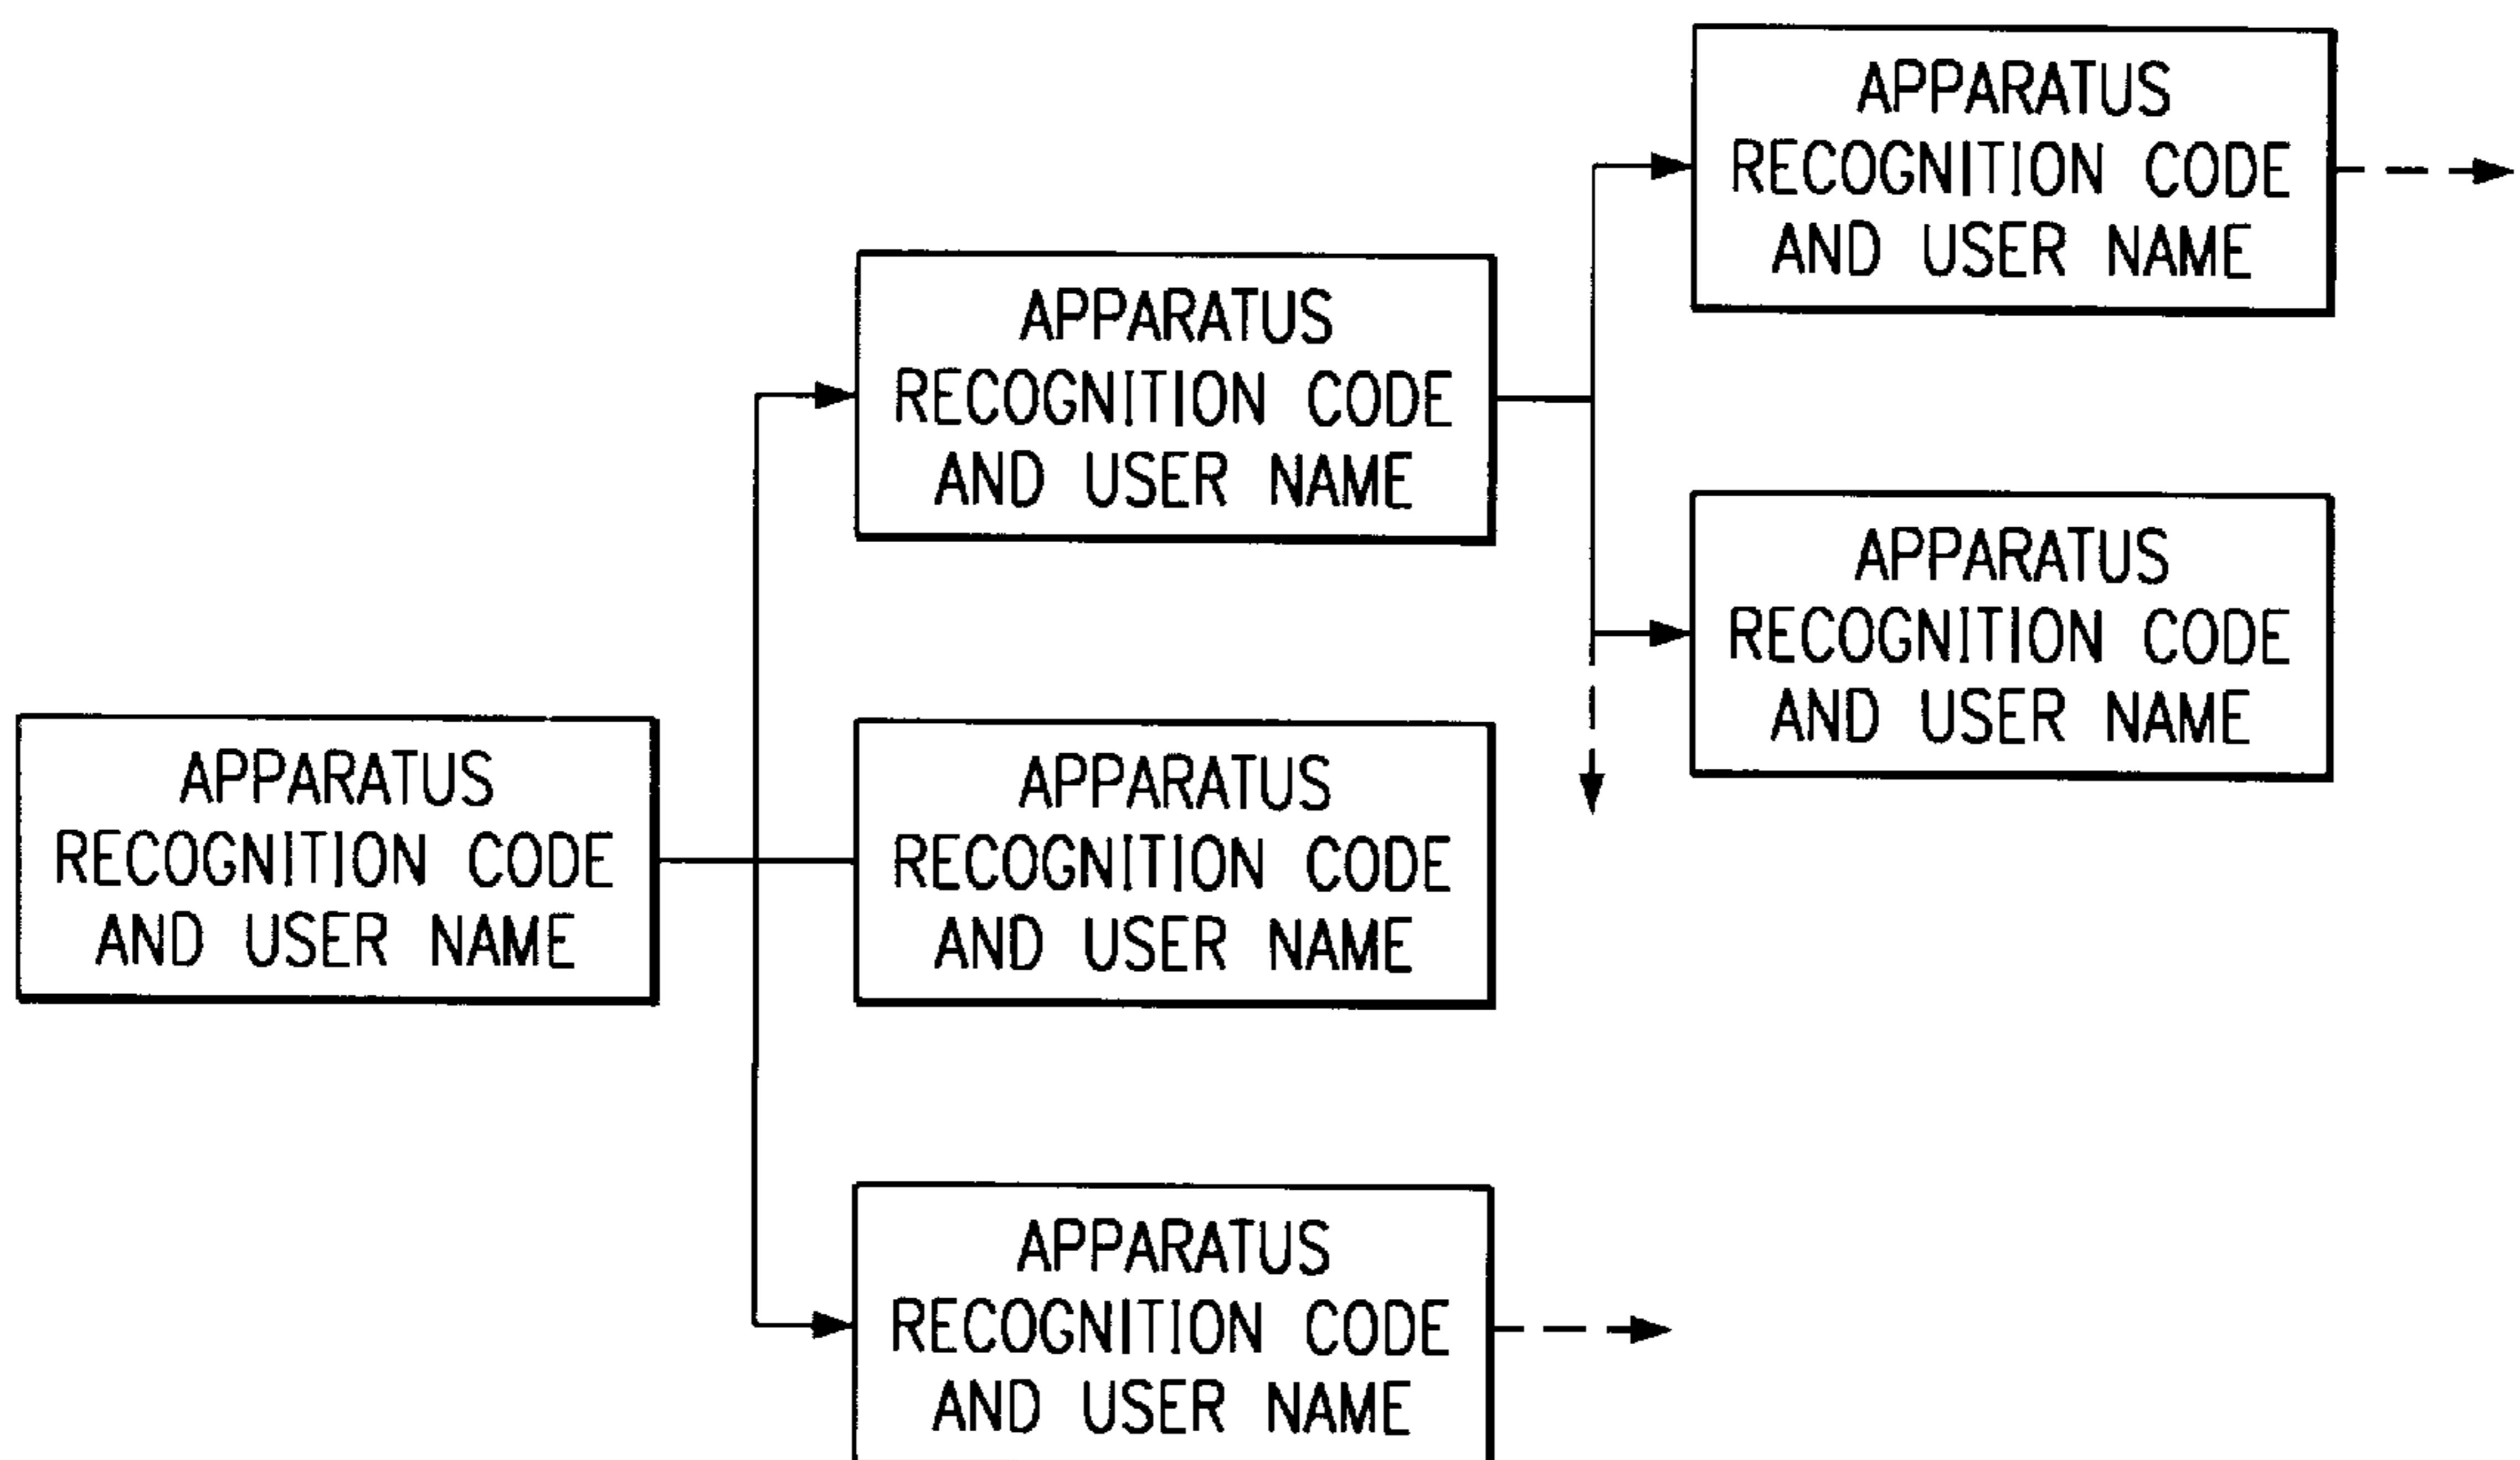 APPARATUS
RECOGNITION CODE
AND USER NAME
APPARATUS
RECOGNITION CODE
AND USER NAME
APPARATUS
RECOGNITION CODE
AND USER NAME
APPARATUS
RECOGNITION CODE
AND USER NAME
APPARATUS
RECOGNITION CODE
AND USER NAME
APPARATUS
RECOGNITION CODE
AND USER NAME